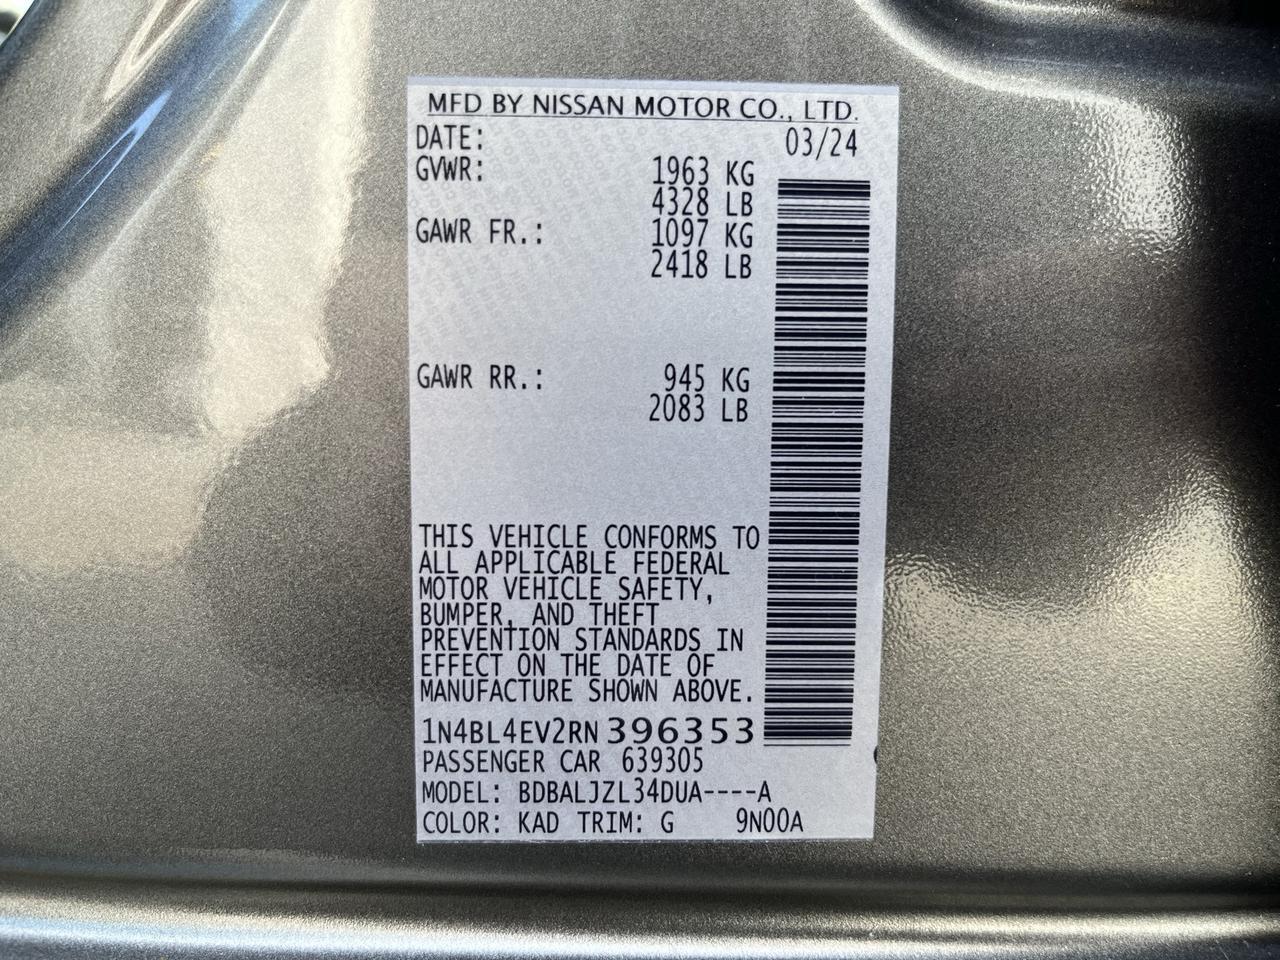 MFD BY NISSAN MOTOR CO., LTD.
DATE: 03/24
GVWR: 1963 KG
4328 LB
GAWR FR.: 1097 KG
2418 LB
GAWR RR.: 945 KG
2083 LB
THIS VEHICLE CONFORMS TO
ALL APPLICABLE FEDERAL
MOTOR VEHICLE SAFETY,
BUMPER, AND THEFT
PREVENTION STANDARDS IN
EFFECT ON THE DATE OF
MANUFACTURE SHOWN ABOVE.
1N4BL4EV2RN396353
PASSENGER CAR 639305
MODEL: BDBALJZL34DUA----A
COLOR: KAD TRIM: G 9N00A